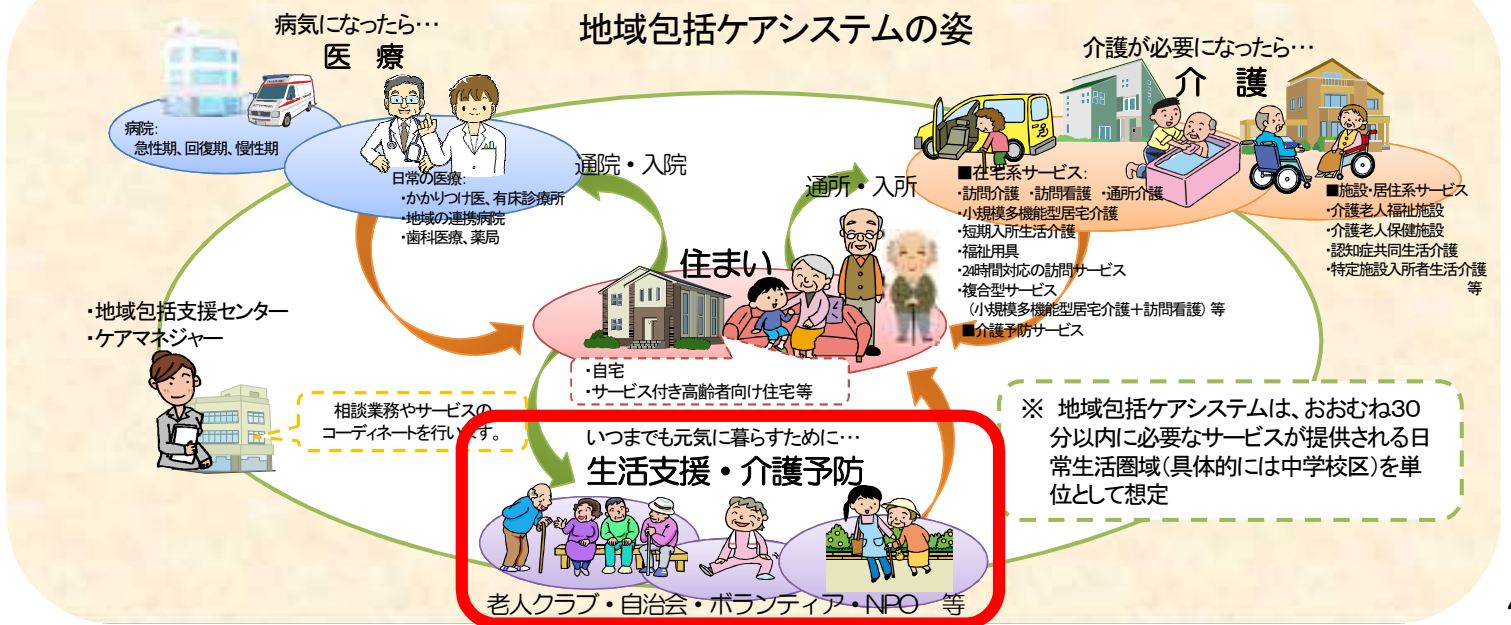 地域包括ケアシステムの姿
病気になったら…
医 療
病院:
急性期、回復期、慢性期
日常の医療:
・かかりつけ医、有床診療所
・地域の連携病院
・歯科医療、薬局
通院・入院
通所・入所
介護が必要になったら…
介 護
■在宅系サービス:
・訪問介護 ・訪問看護 ・通所介護
・小規模多機能型居宅介護
・短期入所生活介護
・福祉用具
・24時間対応の訪問サービス
・複合型サービス
(小規模多機能型居宅介護+訪問看護)等
■介護予防サービス
■施設・居住系サービス
・介護老人福祉施設
・介護老人保健施設
・認知症共同生活介護
・特定施設入所者生活介護
等
住まい
・自宅
・サービス付き高齢者向け住宅等
・地域包括支援センター
・ケアマネジャー
相談業務やサービスの
コーディネートを行います。
いつまでも元気に暮らすために…
生活支援・介護予防
老人クラブ・自治会・ボランティア・NPO 等
※ 地域包括ケアシステムは、おおむね30
分以内に必要なサービスが提供される日
常生活圏域(具体的には中学校区)を単
位として想定